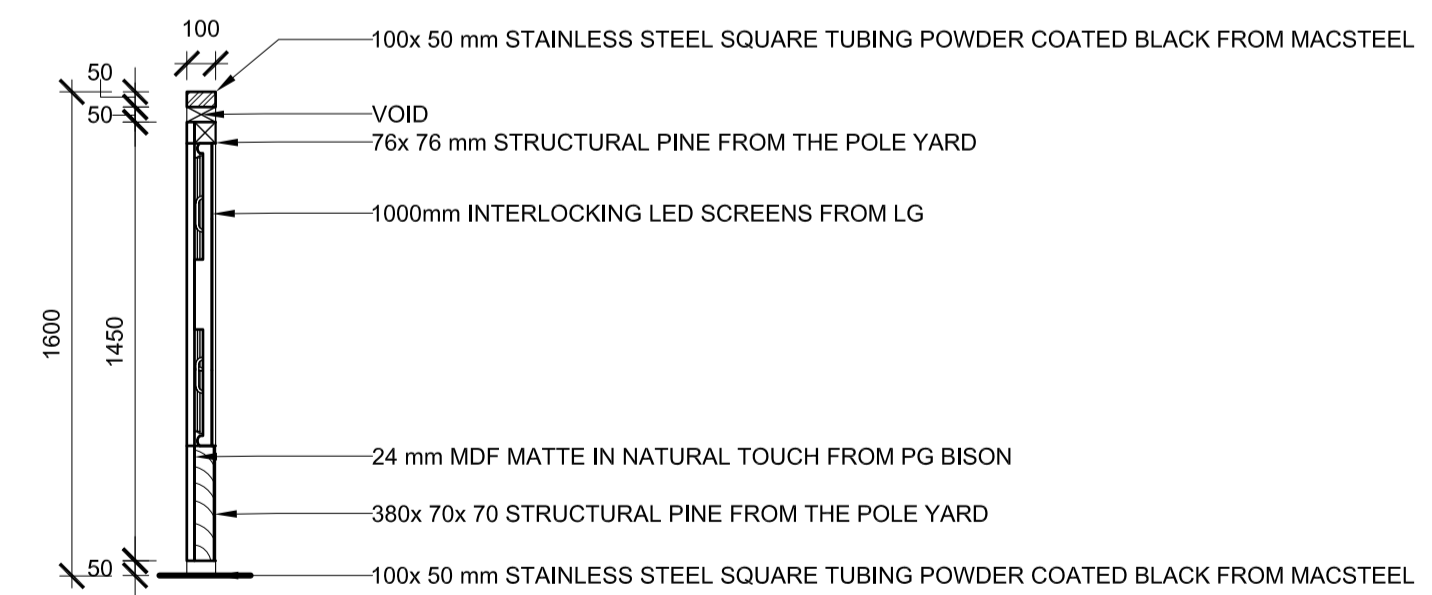 100
100x 50 mm STAINLESS STEEL SQUARE TUBING POWDER COATED BLACK FROM MACSTEEL
50
50
VOID
76x 76 mm STRUCTURAL PINE FROM THE POLE YARD
1000mm INTERLOCKING LED SCREENS FROM LG
1600
1450
24 mm MDF MATTE IN NATURAL TOUCH FROM PG BISON
380x 70x 70 STRUCTURAL PINE FROM THE POLE YARD
50
100x 50 mm STAINLESS STEEL SQUARE TUBING POWDER COATED BLACK FROM MACSTEEL